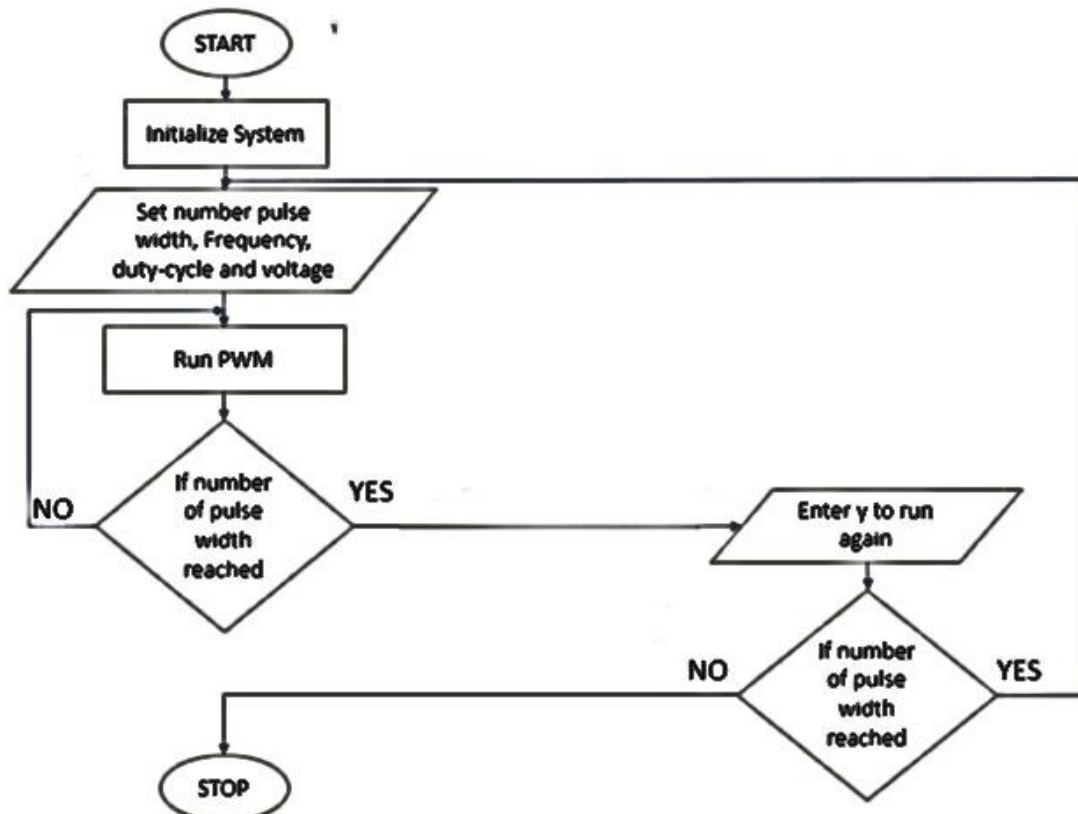 START
Initialize System
Set number pulse
width, Frequency,
duty-cycle and voltage
Run PWM
If number
of pulse
width
reached
NO
YES
Enter y to run
again
If number
of pulse
width
reached
NO
YES
STOP